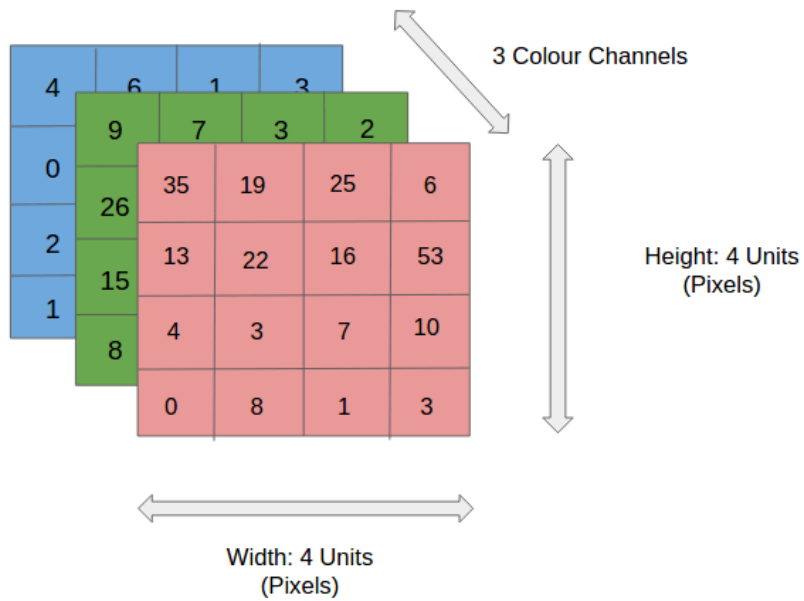 3 Colour Channels
4 6 1 3
9 7 3 2
0
35 19 25 6
26
13 22 16 53
2
15
4 3 7 10
1
8
0 8 1 3
Height: 4 Units
(Pixels)
Width: 4 Units
(Pixels)